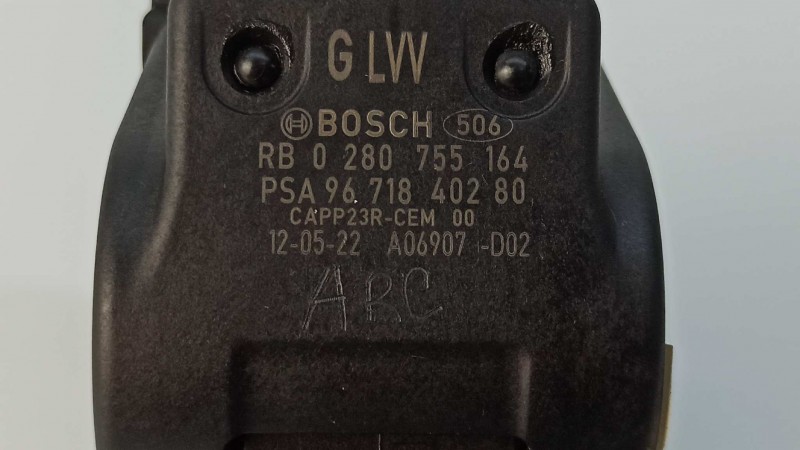 G LVV
BOSCH 506
RB 0 280 755 164
PSA 96 718 402 80
CAPP23R-CEM 00
12-05-22 A06907 -D02
ARC